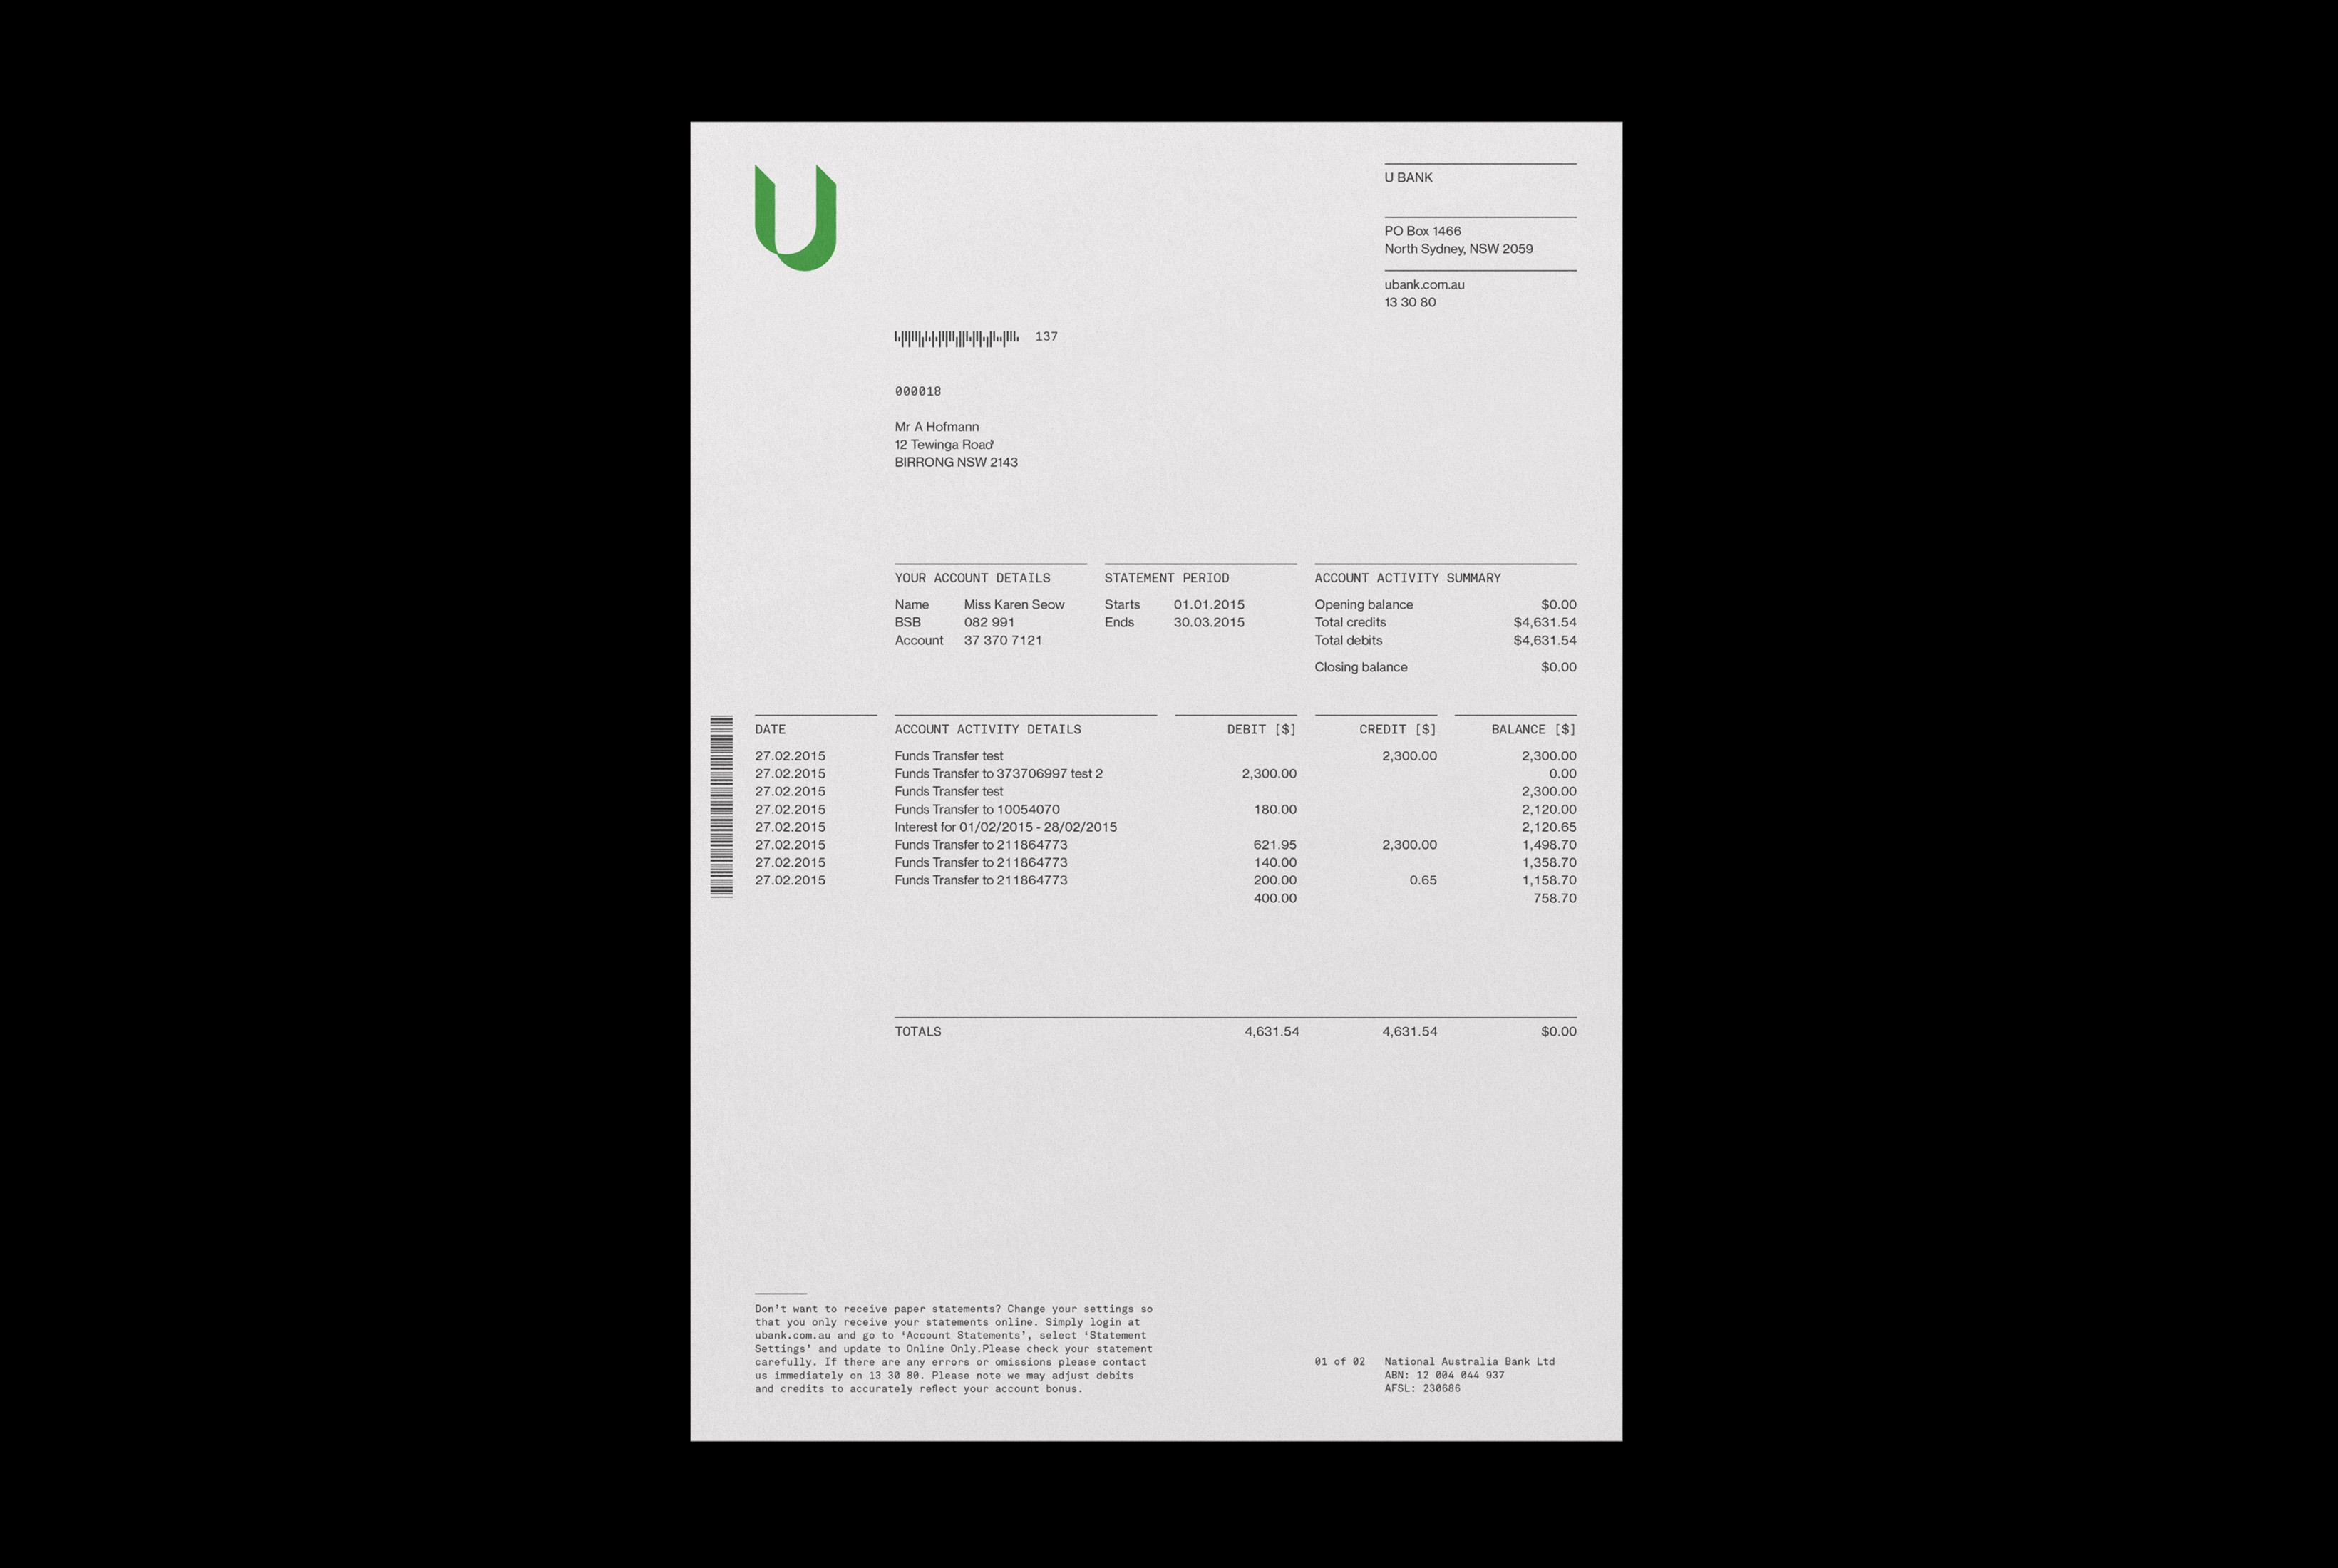 U BANK
PO Box 1466
North Sydney, NSW 2059
ubank.com.au
13 30 80
137
000018
Mr A Hofmann
12 Tewinga Road
BIRRONG NSW 2143
YOUR ACCOUNT DETAILS
Name Miss Karen Seow
BSB 082 991
Account 37 370 7121
STATEMENT PERIOD
Starts 01.01.2015
Ends 30.03.2015
ACCOUNT ACTIVITY SUMMARY
Opening balance $0.00
Total credits $4,631.54
Total debits $4,631.54
Closing balance $0.00
DATE ACCOUNT ACTIVITY DETAILS DEBIT [$] CREDIT [$] BALANCE [$]
27.02.2015 Funds Transfer test 2,300.00 2,300.00
27.02.2015 Funds Transfer to 373706997 test 2 2,300.00 0.00
27.02.2015 Funds Transfer test 2,300.00
27.02.2015 Funds Transfer to 10054070 180.00 2,120.00
27.02.2015 Interest for 01/02/2015 - 28/02/2015 2,120.65
27.02.2015 Funds Transfer to 211864773 621.95 2,300.00 1,498.70
27.02.2015 Funds Transfer to 211864773 140.00 1,358.70
27.02.2015 Funds Transfer to 211864773 200.00 0.65 1,158.70
400.00 758.70
TOTALS 4,631.54 4,631.54 $0.00
Don't want to receive paper statements? Change your settings so
that you only receive your statements online. Simply login at
ubank.com.au and go to ‘Account Statements’, select ‘Statement
Settings’ and update to Online Only.Please check your statement
carefully. If there are any errors or omissions please contact
us immediately on 13 30 80. Please note we may adjust debits
and credits to accurately reflect your account bonus.
01 of 02
National Australia Bank Ltd
ABN: 12 004 044 937
AFSL: 230686